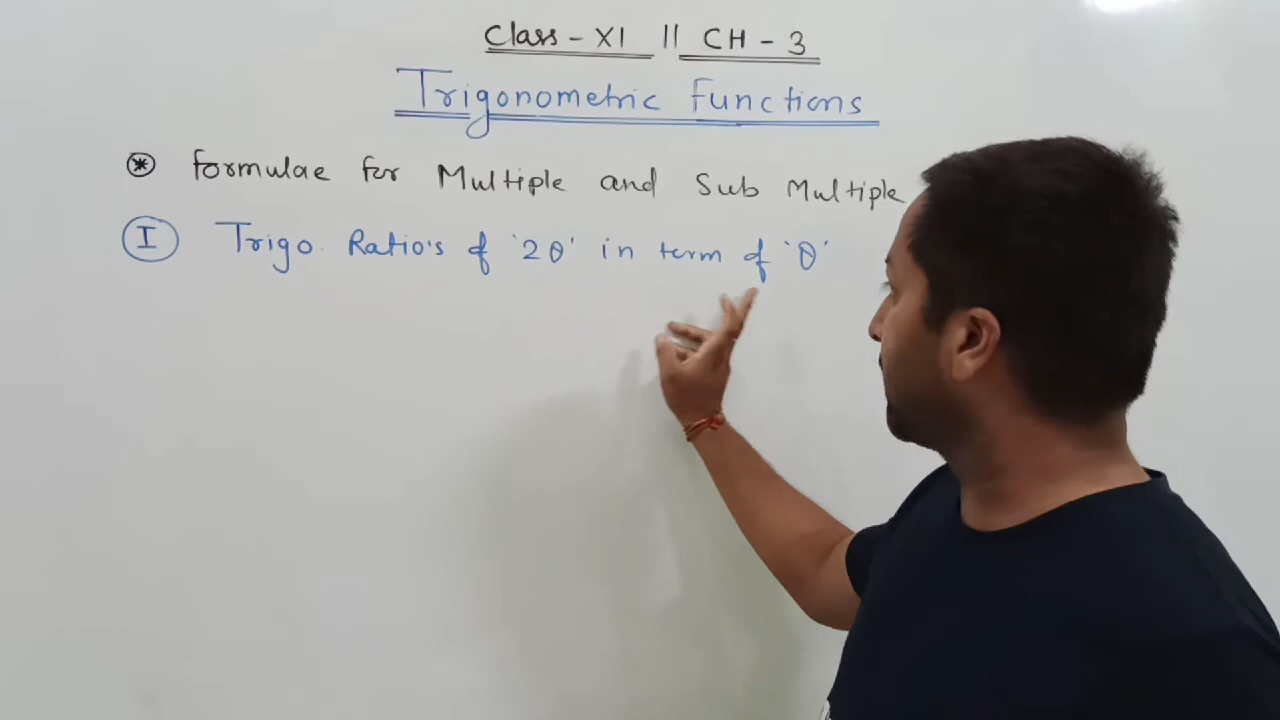 Class - XI || CH - 3
Trigonometric Functions
* Formulae for Multiple and Sub Multiple
I Trigo. Ratio's of '2θ' in term of 'θ'